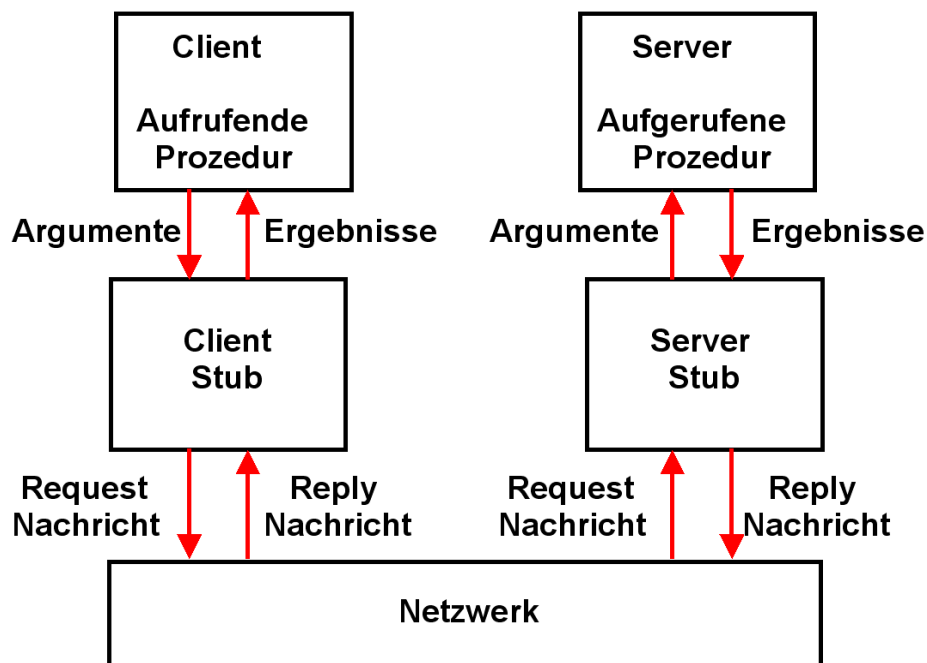 Client
Aufrufende
Prozedur
Server
Aufgerufene
Prozedur
Argumente
Ergebnisse
Argumente
Ergebnisse
Client
Stub
Server
Stub
Request
Nachricht
Reply
Nachricht
Request
Nachricht
Reply
Nachricht
Netzwerk